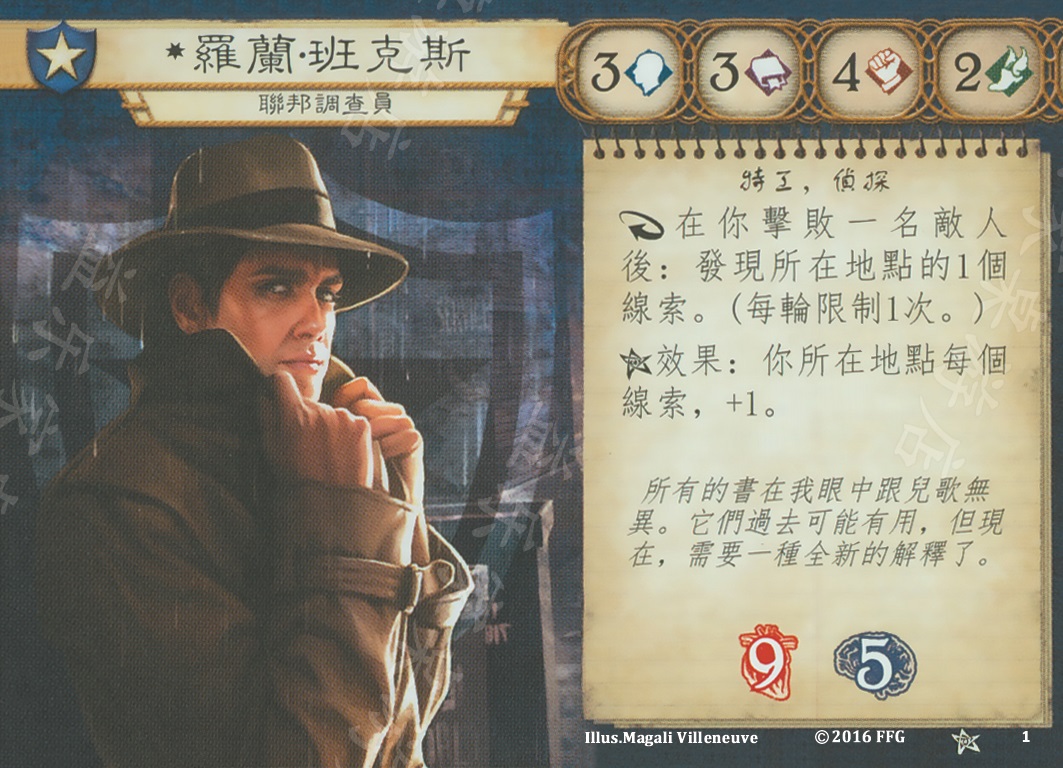 羅蘭·班克斯
聯邦調查員
3 3 4 2
特工，偵探
在你擊敗一名敵人
後：發現所在地點的1個
線索。(每輪限制1次。)
效果：你所在地點每個
線索，+1。
所有的書在我眼中跟兒歌無
異。它們過去可能有用，但現
在，需要一種全新的解釋了。
9 5
Illus.Magali Villeneuve ©2016 FFG 1